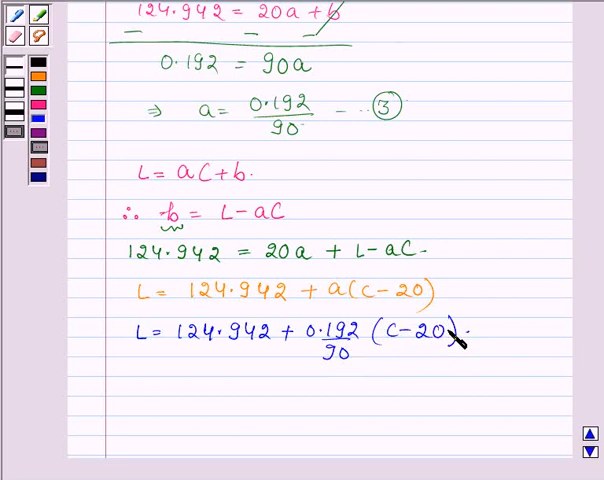 124.942 = 20a + b
0.192 = 90a
⇒ a = 0.192/90 --- ③
L = aC + b.
∴ b = L - aC
124.942 = 20a + L - aC.
L = 124.942 + a(C - 20)
L = 124.942 + 0.192/90 (C - 20).